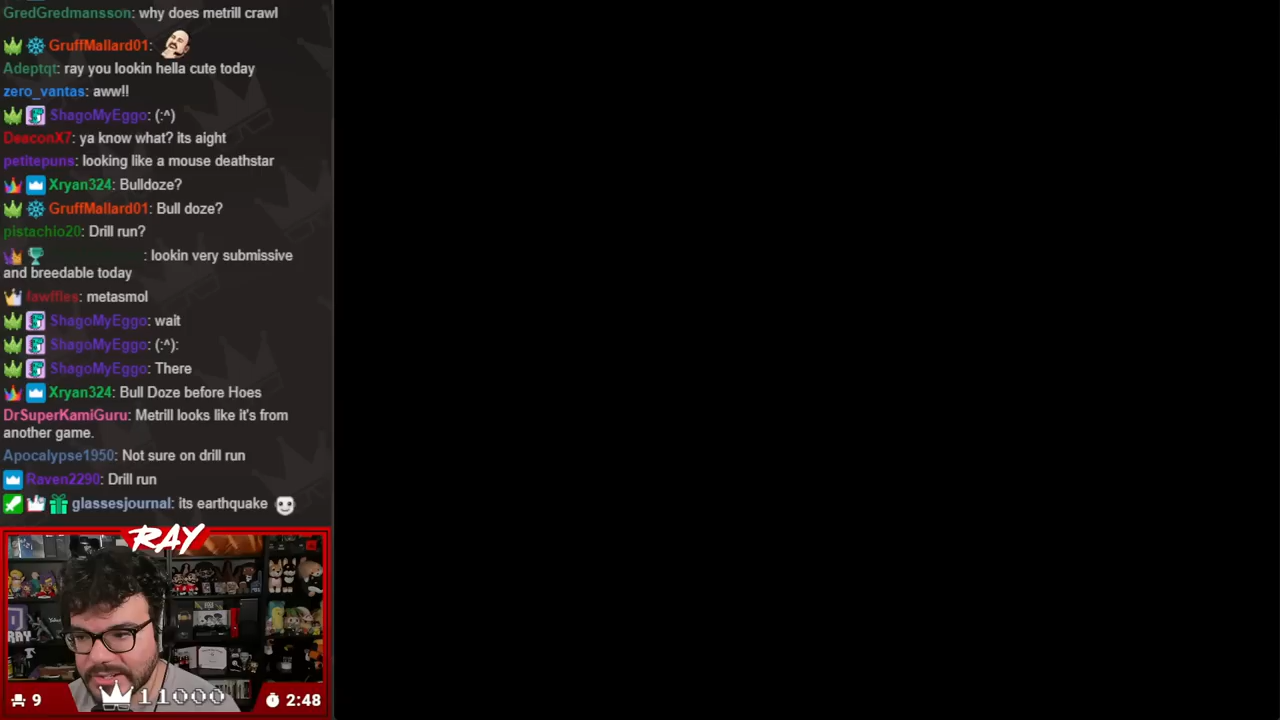 GredGredmansson: why does metrill crawl
GruffMallard01:
Adeptqt: ray you lookin hella cute today
zero_vantas: aww!!
ShagoMyEggo: (:^)
DeaconX7: ya know what? its aight
petitepuns: looking like a mouse deathstar
Xryan324: Bulldoze?
GruffMallard01: Bull doze?
pistachio20: Drill run?
: lookin very submissive
and breedable today
fawffles: metasmol
ShagoMyEggo: wait
ShagoMyEggo: (:^):
ShagoMyEggo: There
Xryan324: Bull Doze before Hoes
DrSuperKamiGuru: Metrill looks like it's from
another game.
Apocalypse1950: Not sure on drill run
Raven2290: Drill run
glassesjournal: its earthquake
RAY
RAY
9
11000
2:48